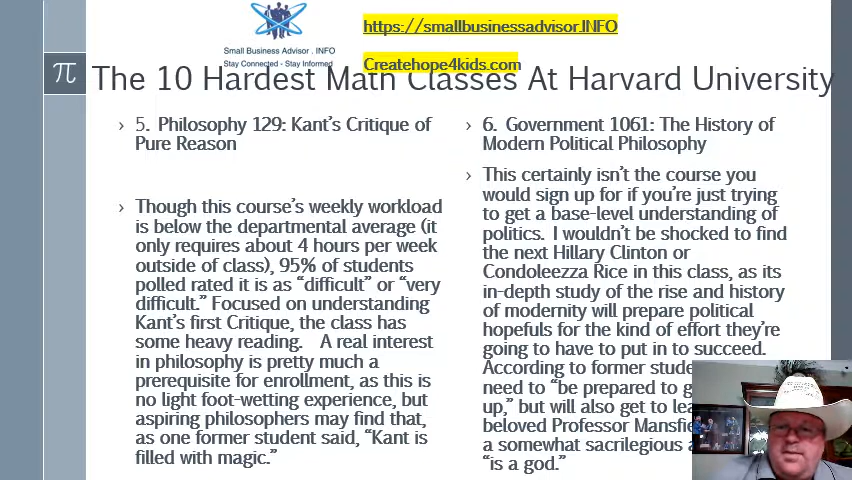 https://smallbusinessadvisor.INFO
Small Business Advisor . INFO
Stay Connected - Stay Informed
Createhope4kids.com
π
The 10 Hardest Math Classes At Harvard University
› 5. Philosophy 129: Kant's Critique of
Pure Reason
› Though this course's weekly workload
is below the departmental average (it
only requires about 4 hours per week
outside of class), 95% of students
polled rated it is as “difficult” or “very
difficult.” Focused on understanding
Kant's first Critique, the class has
some heavy reading. A real interest
in philosophy is pretty much a
prerequisite for enrollment, as this is
no light foot-wetting experience, but
aspiring philosophers may find that,
as one former student said, “Kant is
filled with magic.”
› 6. Government 1061: The History of
Modern Political Philosophy
› This certainly isn't the course you
would sign up for if you're just trying
to get a base-level understanding of
politics. I wouldn't be shocked to find
the next Hillary Clinton or
Condoleezza Rice in this class, as its
in-depth study of the rise and history
of modernity will prepare political
hopefuls for the kind of effort they're
going to have to put in to succeed.
According to former
need to “be prepared to
up,” but will also get to
beloved Professor
a somewhat sacrilegious
“is a god.”